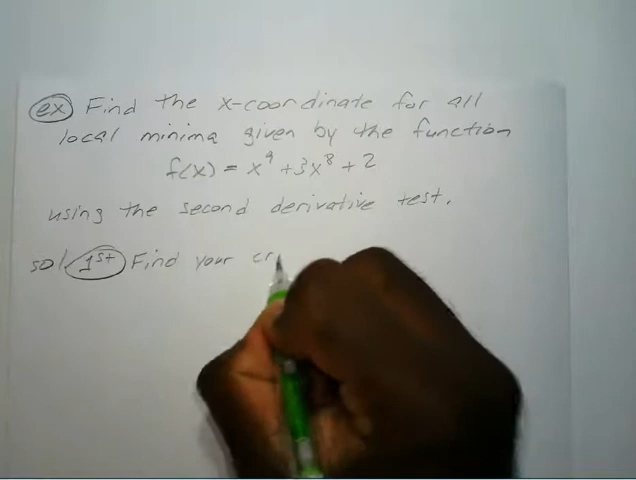 ex Find the x-coordinate for all
local minima given by the function
f(x) = x⁹ + 3x⁸ + 2
using the second derivative test.
sol 1st Find your cr